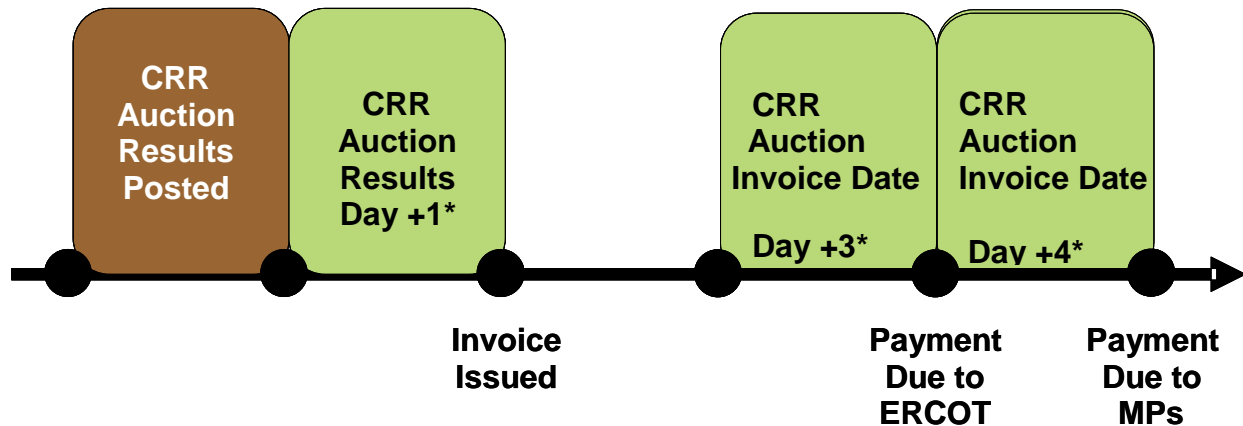 CRR
Auction
Results
Posted
CRR
Auction
Results
Day +1*
CRR
Auction
Invoice Date
Day +3*
CRR
Auction
Invoice Date
Day +4*
Invoice
Issued
Payment
Due to
ERCOT
Payment
Due to
MPs